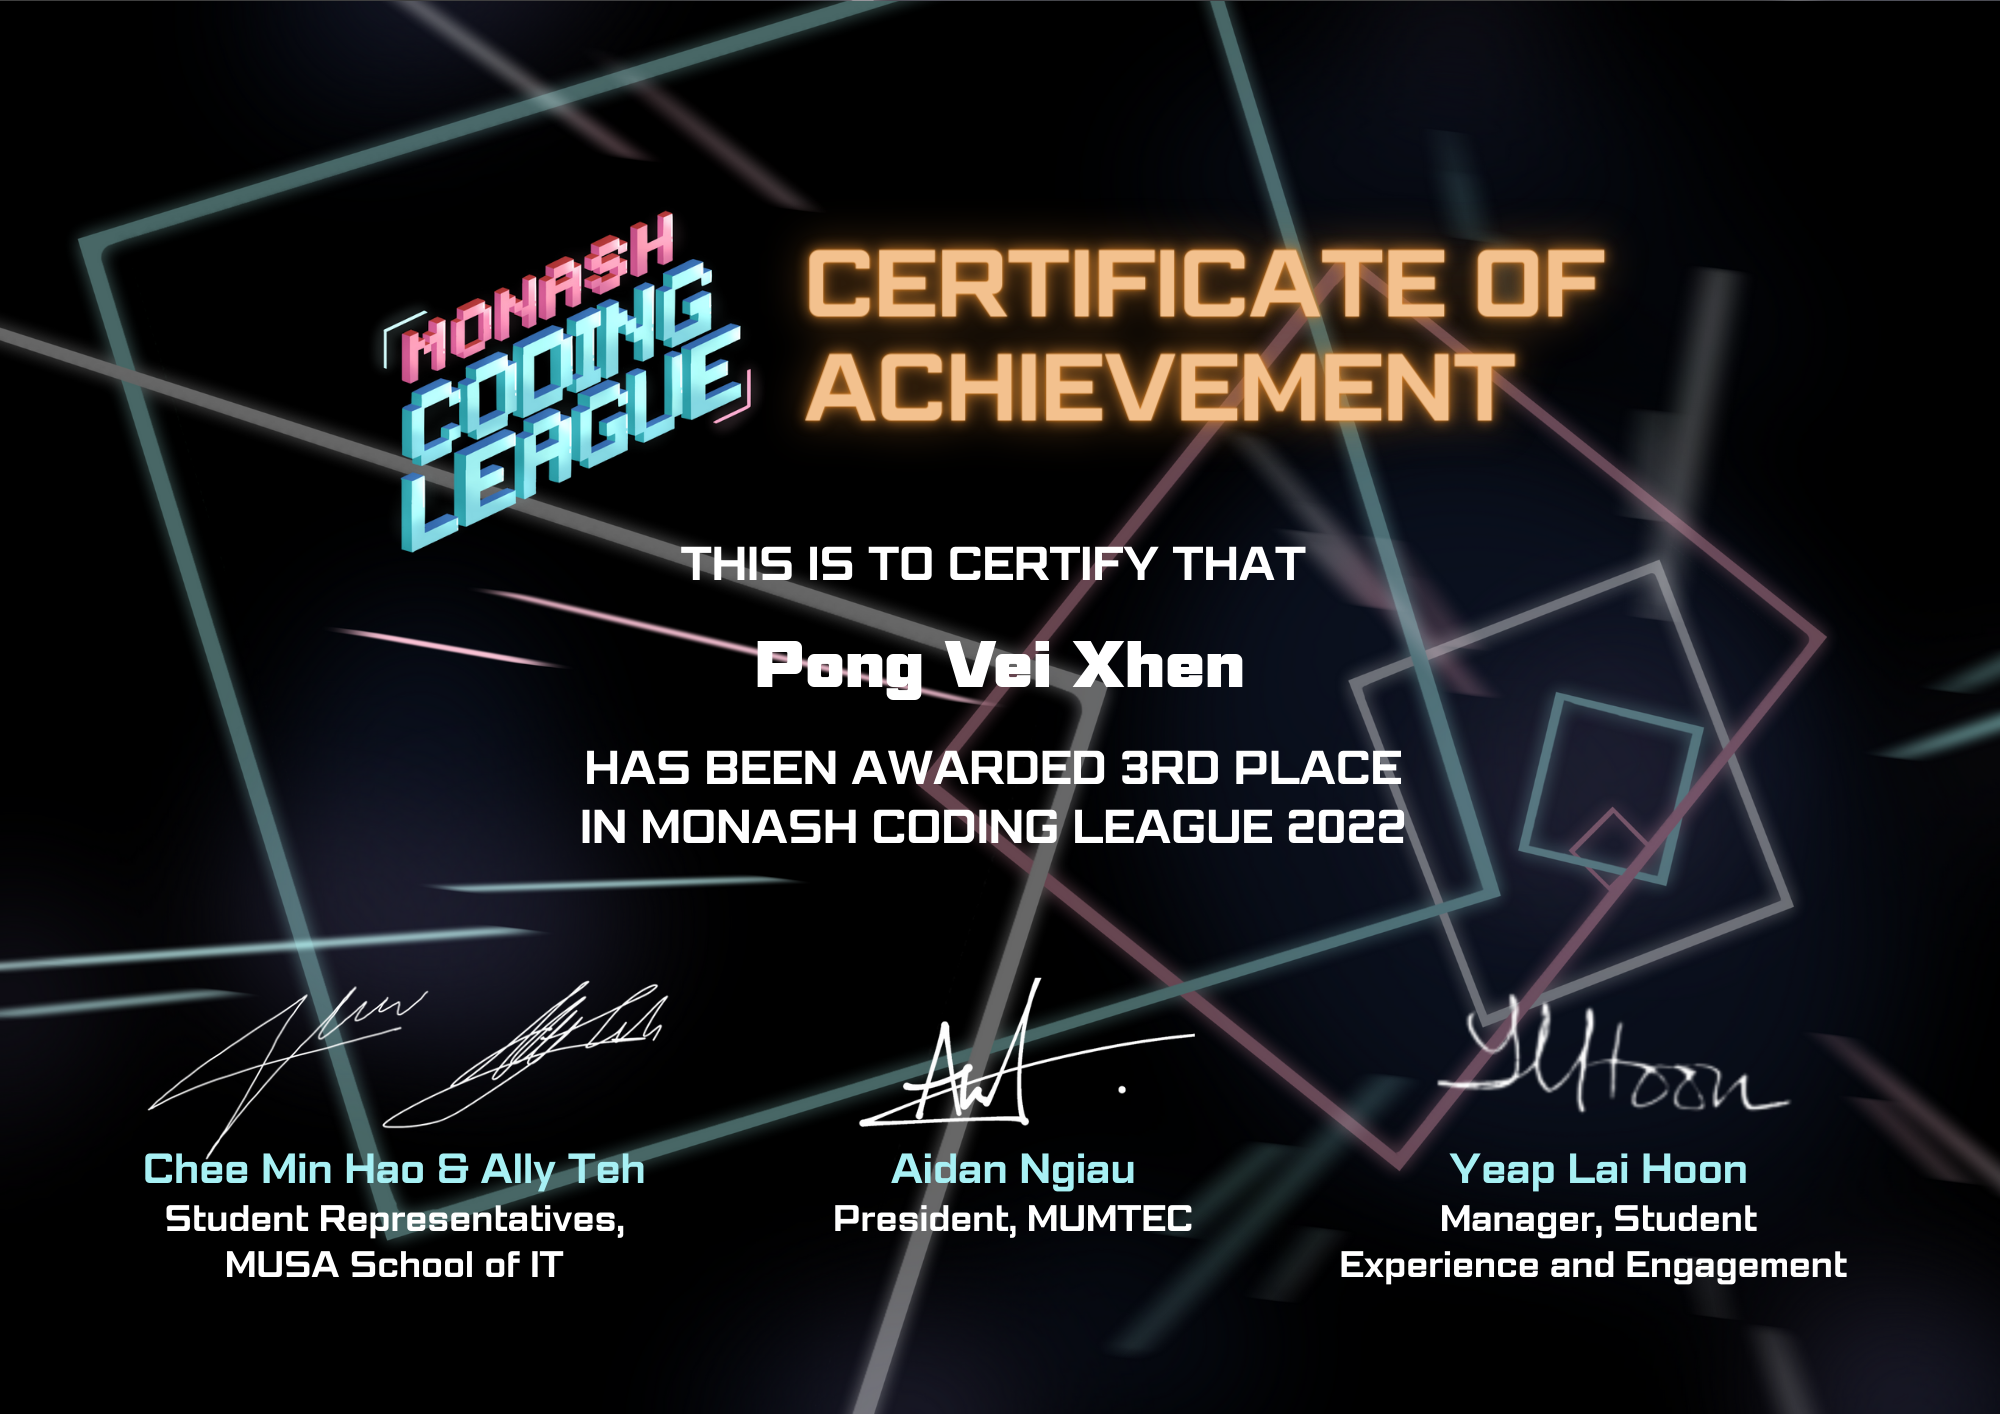 MONASH
CODING
LEAGUE
CERTIFICATE OF
ACHIEVEMENT
THIS IS TO CERTIFY THAT
Pong Vei Xhen
HAS BEEN AWARDED 3RD PLACE
IN MONASH CODING LEAGUE 2022
Ally Teh
YLHoon
Chee Min Hao & Ally Teh
Student Representatives,
MUSA School of IT
Aidan Ngiau
President, MUMTEC
Yeap Lai Hoon
Manager, Student
Experience and Engagement